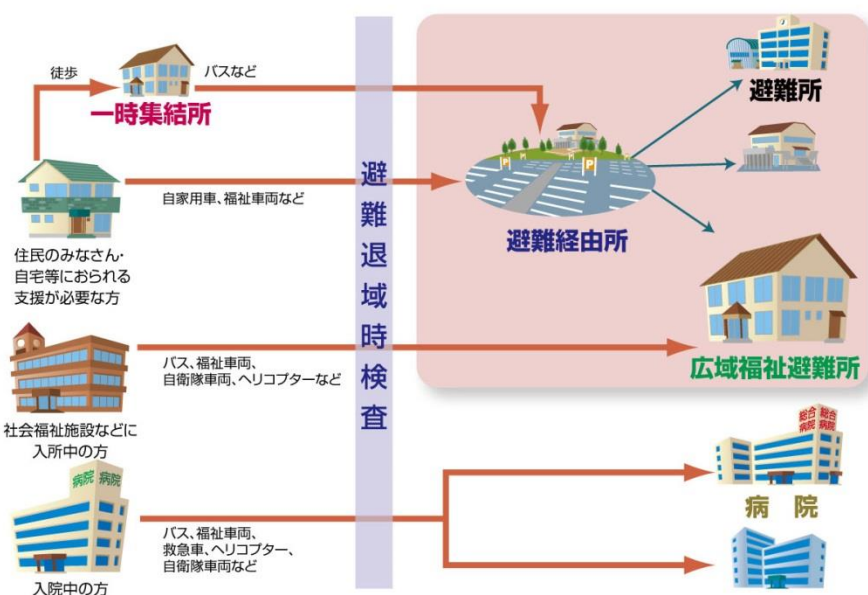 徒歩
一時集結所
バスなど
避難所
自家用車、福祉車両など
避難経由所
住民のみなさん・
自宅等におられる
支援が必要な方
避難退域時検査
バス、福祉車両、
自衛隊車両、ヘリコプターなど
広域福祉避難所
社会福祉施設などに
入所中の方
病院 病院
バス、福祉車両、
救急車、ヘリコプター、
自衛隊車両など
入院中の方
総合 総合
病院 病院
病院
P
P
P